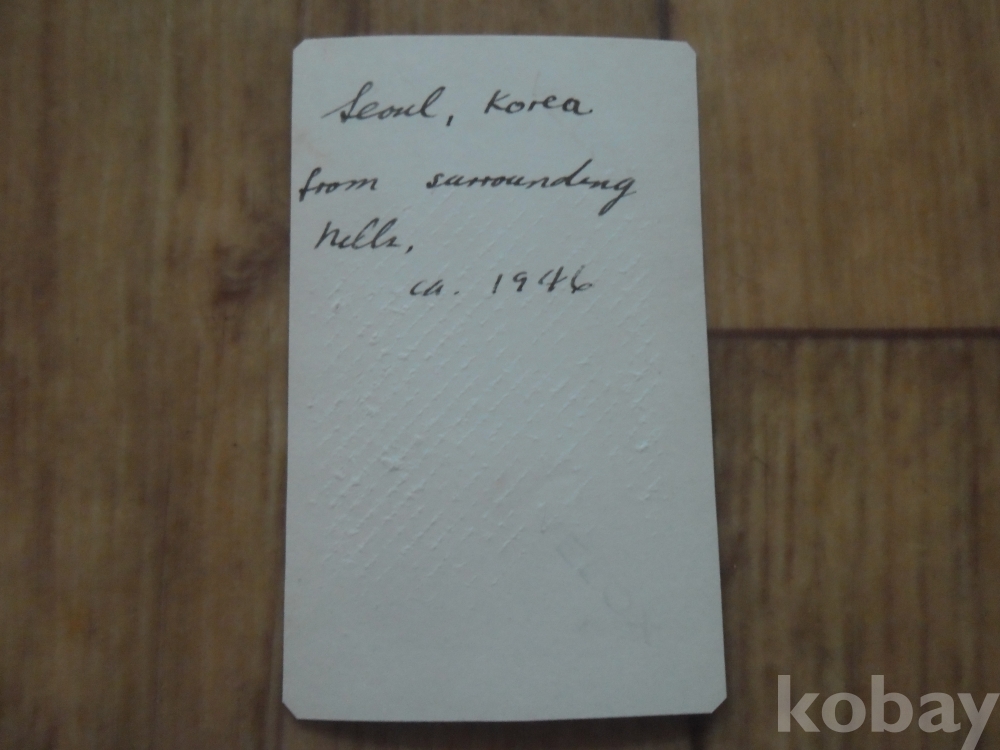 Seoul, Korea
from surrounding
hills,
ca. 1946
kobay